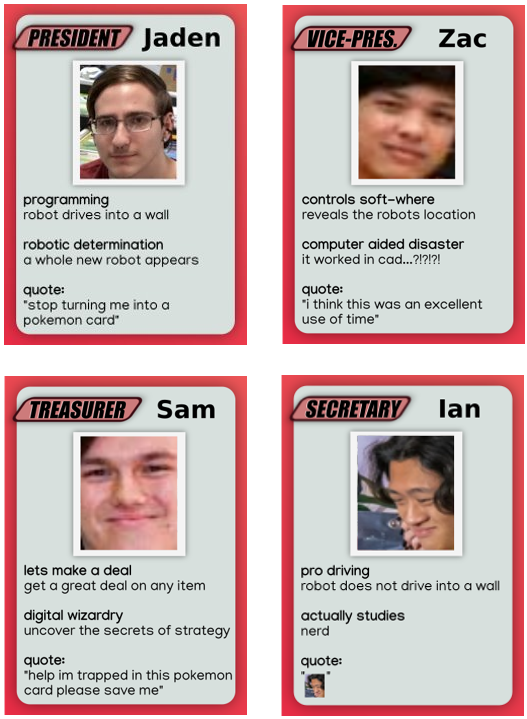 PRESIDENT Jaden
programming
robot drives into a wall
robotic determination
a whole new robot appears
quote:
"stop turning me into a
pokemon card"
VICE-PRES. Zac
controls soft-where
reveals the robots location
computer aided disaster
it worked in cad...?!?!?!
quote:
"i think this was an excellent
use of time"
TREASURER Sam
lets make a deal
get a great deal on any item
digital wizardry
uncover the secrets of strategy
quote:
"help im trapped in this pokemon
card please save me"
SECRETARY Ian
pro driving
robot does not drive into a wall
actually studies
nerd
quote:
" "